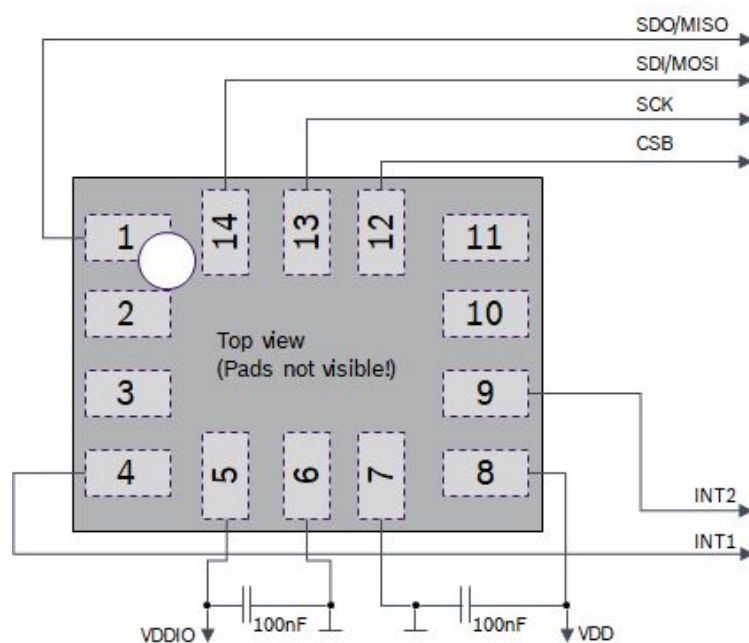 SDO/MISO
SDI/MOSI
SCK
CSB
1
14
13
12
11
2
10
Top view
(Pads not visible!)
3
9
4
5
6
7
8
INT2
INT1
100nF
100nF
VDDIO
VDD